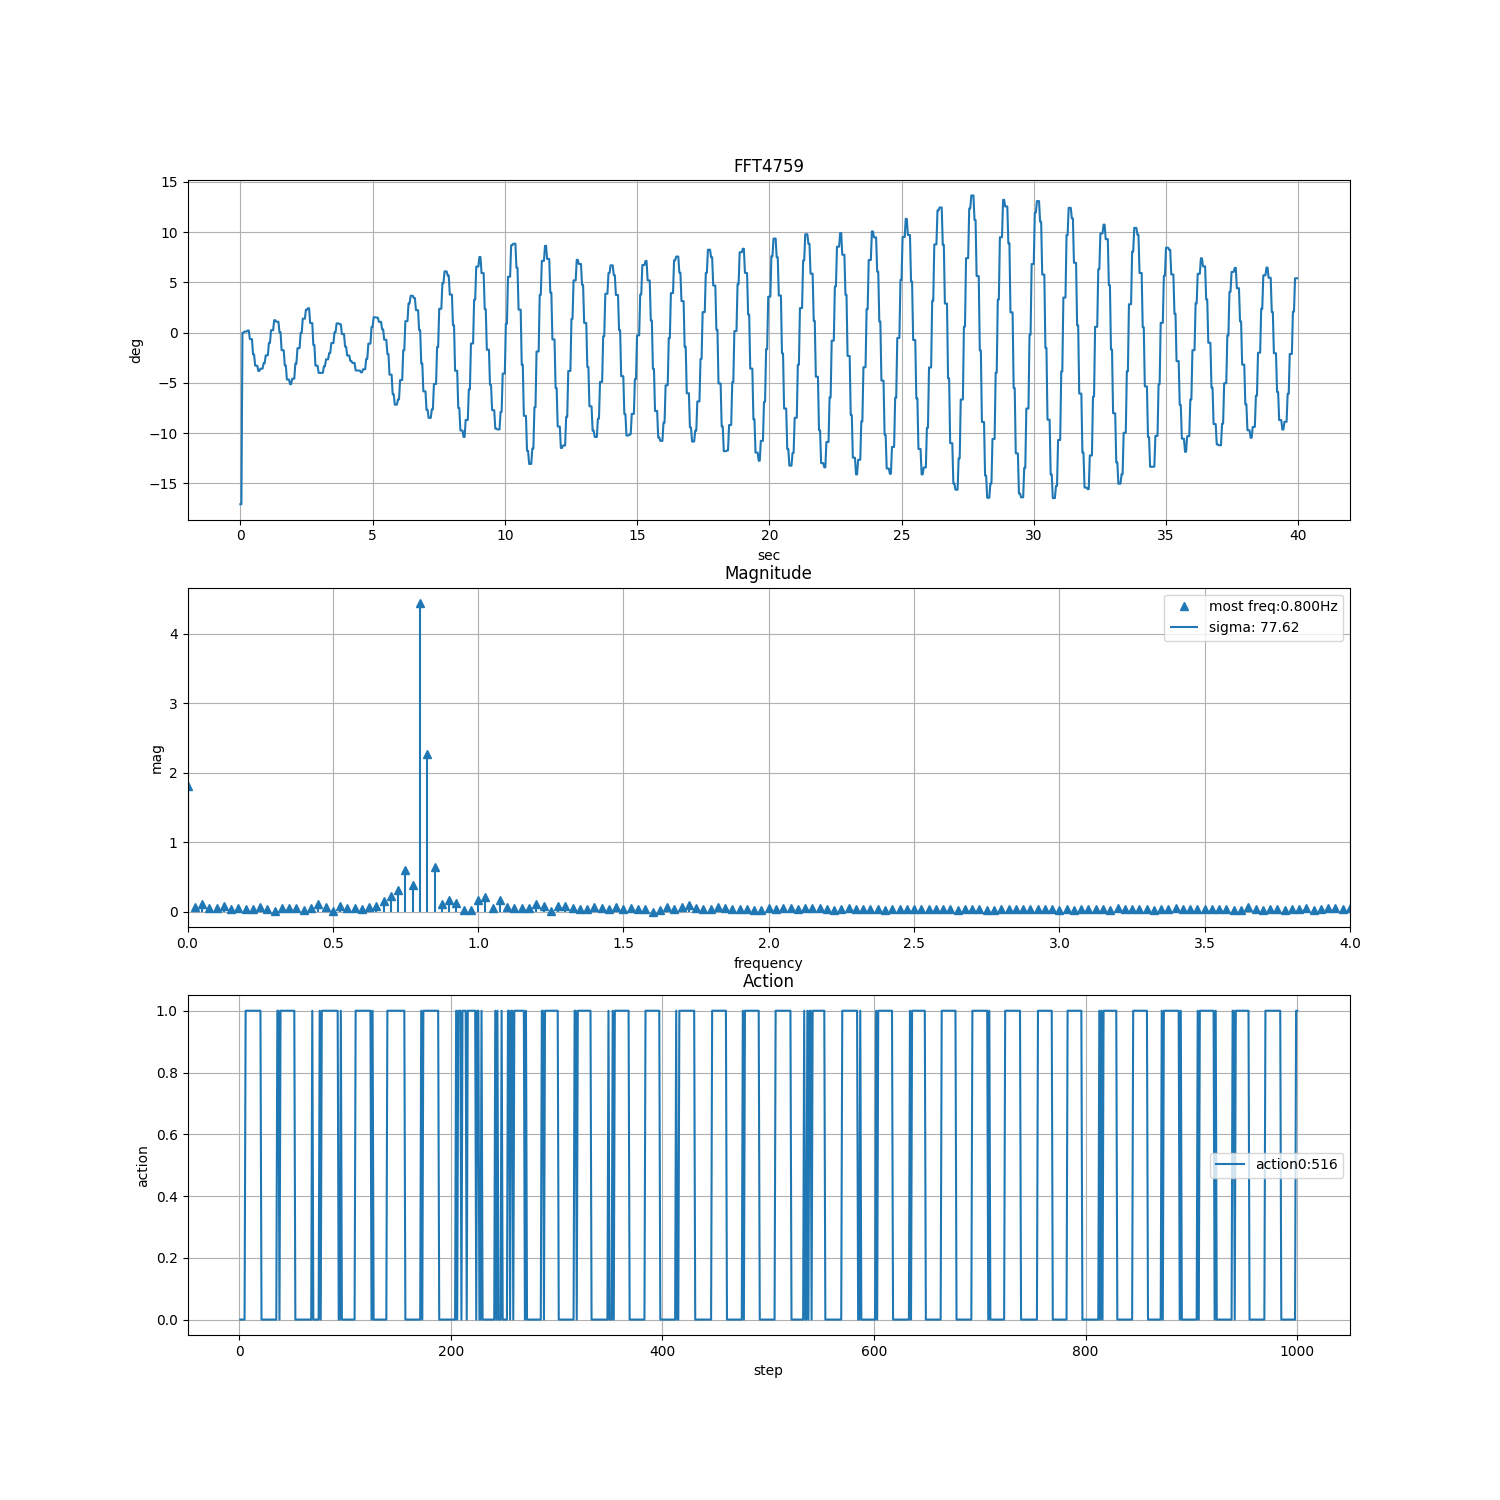 FFT4759
15
10
5
0
−5
−10
−15
deg
0 5 10 15 20 25 30 35 40
sec
Magnitude
most freq:0.800Hz
sigma: 77.62
4
3
2
1
0
mag
0.0 0.5 1.0 1.5 2.0 2.5 3.0 3.5 4.0
frequency
Action
1.0
0.8
0.6
0.4
0.2
0.0
action
action0:516
0 200 400 600 800 1000
step